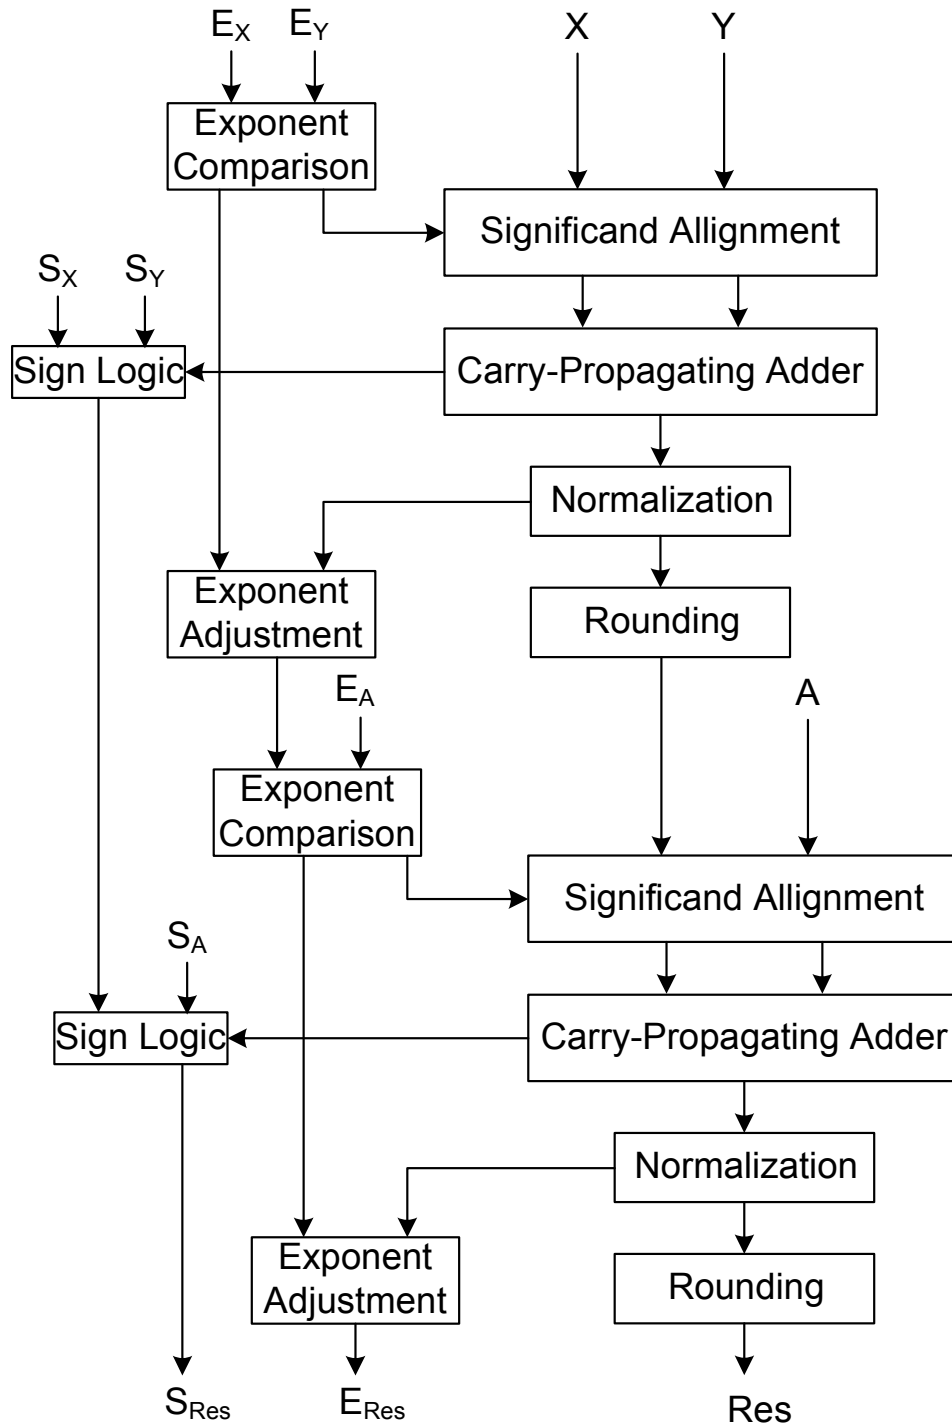 E_X E_Y X Y
Exponent
Comparison
Significand Allignment
S_X S_Y
Sign Logic
Carry-Propagating Adder
Normalization
Exponent
Adjustment
Rounding
E_A
A
Exponent
Comparison
Significand Allignment
S_A
Sign Logic
Carry-Propagating Adder
Normalization
Exponent
Adjustment
Rounding
S_Res E_Res Res